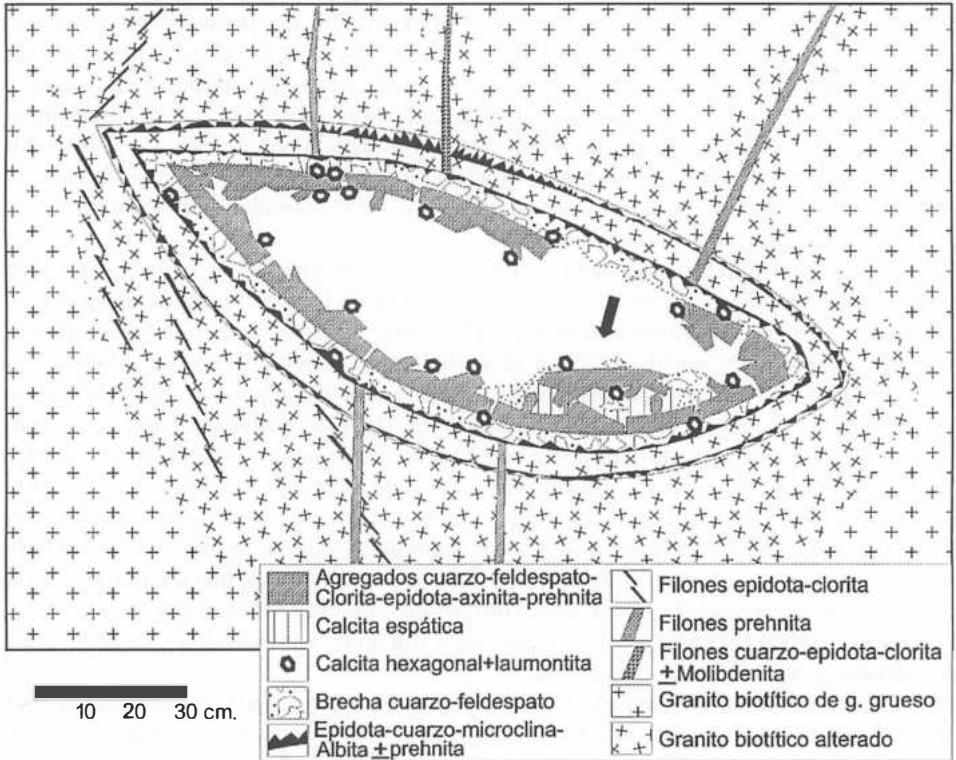 Agregados cuarzo-feldespato-
Clorita-epidota-axinita-prehnita
Calcita espática
Calcita hexagonal+laumontita
Brecha cuarzo-feldespato
Epidota-cuarzo-microclina-
Albita ±prehnita
Filones epidota-clorita
Filones prehnita
Filones cuarzo-epidota-clorita
±Molibdenita
Granito biotítico de g. grueso
Granito biotítico alterado
10 20 30 cm.